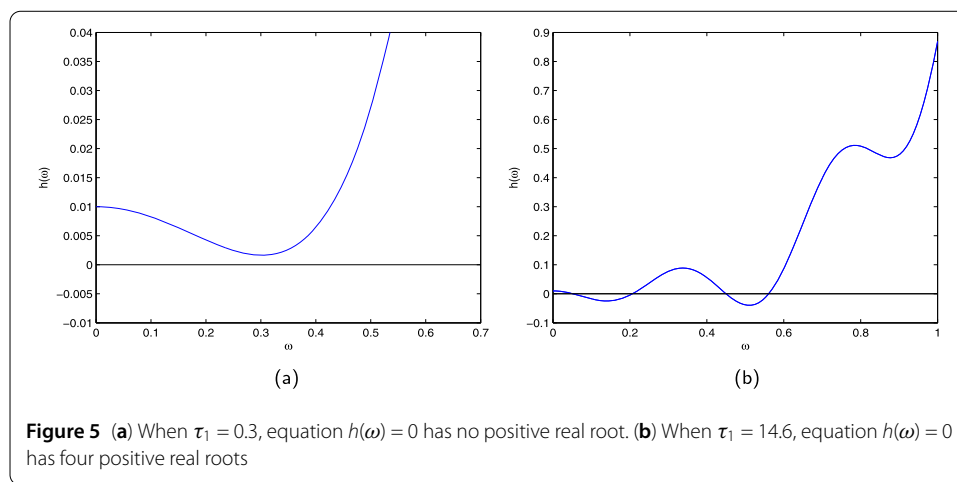 0.04
0.035
0.03
0.025
0.02
0.015
0.01
0.005
0
−0.005
−0.01
h(ω)
0 0.1 0.2 0.3 0.4 0.5 0.6 0.7
ω
(a)
0.9
0.8
0.7
0.6
0.5
0.4
0.3
0.2
0.1
0
−0.1
h(ω)
0 0.2 0.4 0.6 0.8 1
ω
(b)
Figure 5 (a) When τ₁ = 0.3, equation h(ω) = 0 has no positive real root. (b) When τ₁ = 14.6, equation h(ω) = 0
has four positive real roots